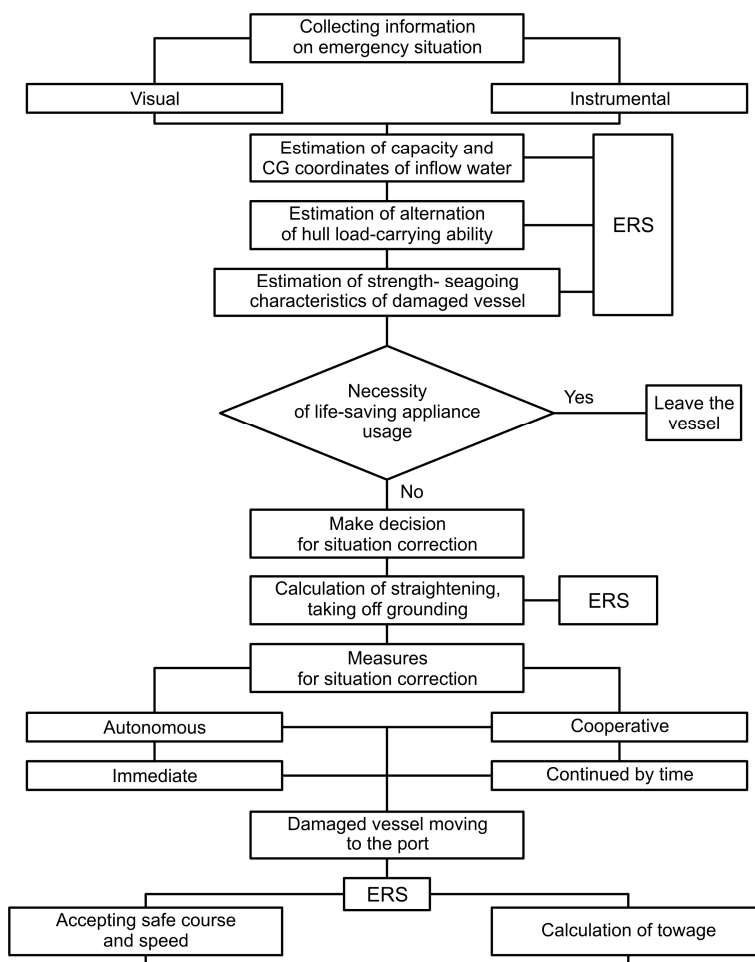 Collecting information
on emergency situation
Visual
Instrumental
Estimation of capacity and
CG coordinates of inflow water
Estimation of alternation
of hull load-carrying ability
ERS
Estimation of strength- seagoing
characteristics of damaged vessel
Necessity
of life-saving appliance
usage
Yes
Leave the
vessel
No
Make decision
for situation correction
Calculation of straightening,
taking off grounding
ERS
Measures
for situation correction
Autonomous
Cooperative
Immediate
Continued by time
Damaged vessel moving
to the port
ERS
Accepting safe course
and speed
Calculation of towage